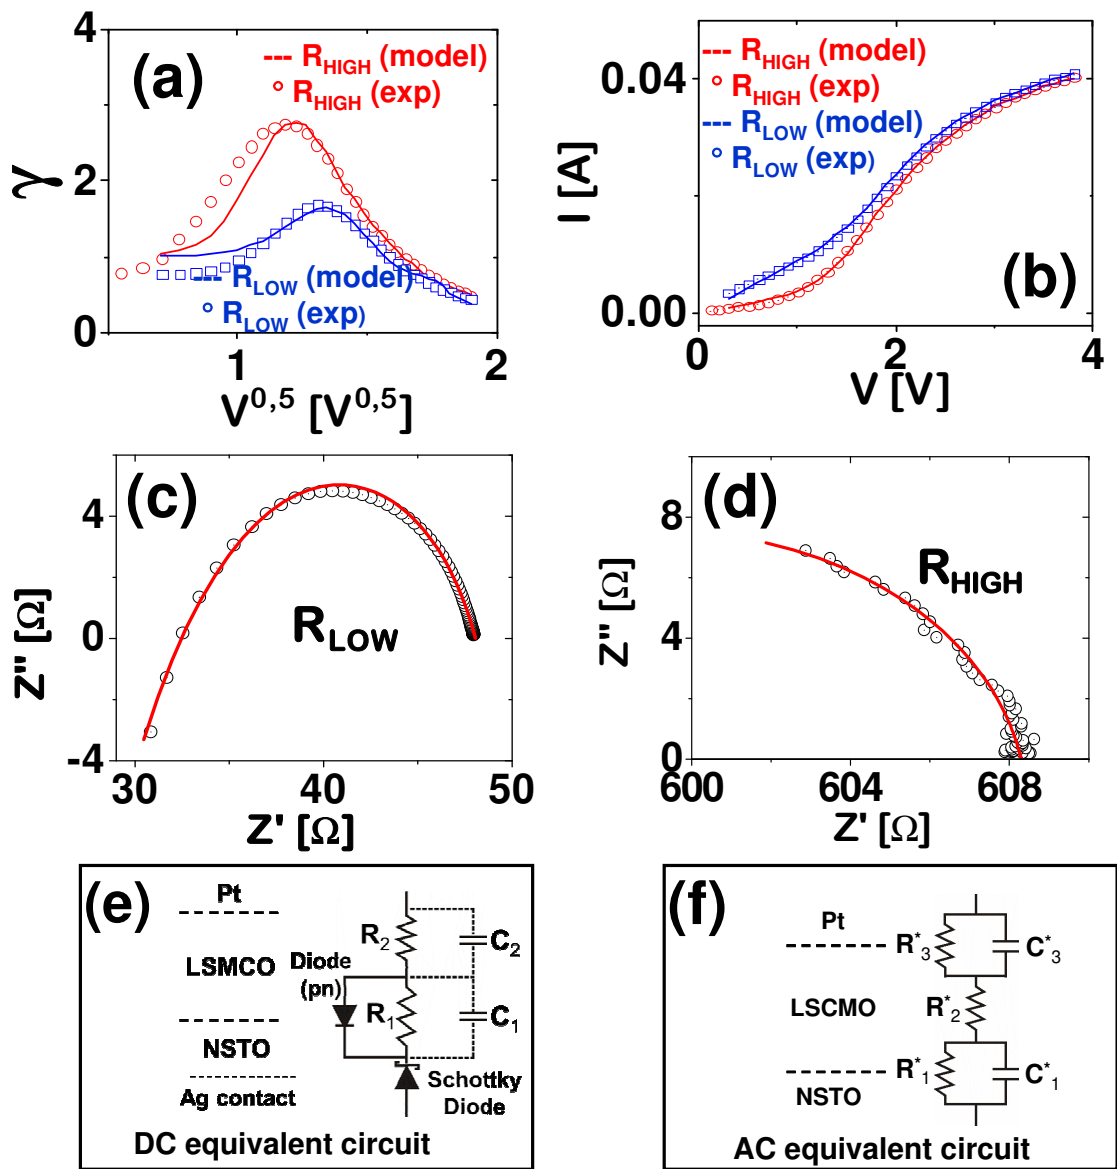 (a)
--- R_HIGH (model)
○ R_HIGH (exp)
--- R_LOW (model)
○ R_LOW (exp)
γ
4
2
0
1
2
V^0,5 [V^0,5]
(b)
--- R_HIGH (model)
○ R_HIGH (exp)
--- R_LOW (model)
○ R_LOW (exp)
I [A]
0.04
0.00
0
2
4
V [V]
(c)
R_LOW
Z'' [Ω]
4
0
-4
30
40
50
Z' [Ω]
(d)
R_HIGH
Z'' [Ω]
8
4
0
600
604
608
Z' [Ω]
(e)
Pt
LSMCO
NSTO
Ag contact
R_2
C_2
Diode
(pn)
R_1
C_1
Schottky
Diode
DC equivalent circuit
(f)
Pt
LSCMO
NSTO
R*_3
C*_3
R*_2
R*_1
C*_1
AC equivalent circuit